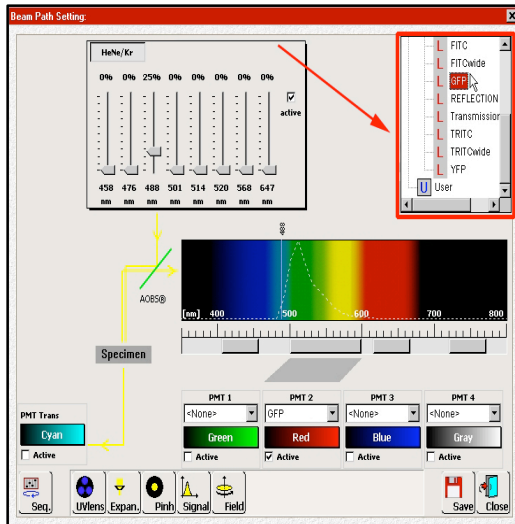 Beam Path Setting:
HeNe/Kr
0% 0% 25% 0% 0% 0% 0% 0%
active
458 476 488 501 514 520 568 647
nm nm nm nm nm nm nm nm
L FITC
L FITCwide
L GFP
L REFLECTION
L Transmission
L TRITC
L TRITCwide
L YFP
U User
AOBS®
488
[nm] 400 500 600 700 800
Specimen
PMT Trans
Cyan
Active
PMT 1 PMT 2 PMT 3 PMT 4
<None> GFP <None> <None>
Green Red Blue Gray
Active Active Active Active
Seq. UVlens Expan. Pinh Signal Field Save Close